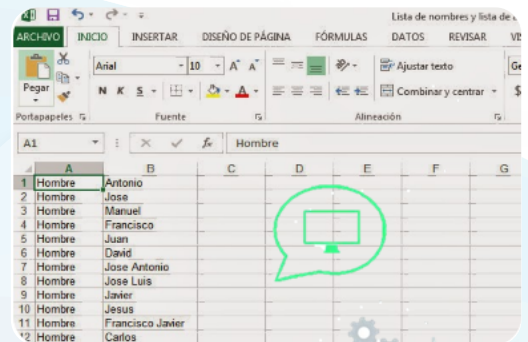 Lista de nombres y lista de
ARCHIVO INICIO INSERTAR DISEÑO DE PÁGINA FÓRMULAS DATOS REVISAR
Arial 10 A A Ajustar texto
Pegar N K S A Combinar y centrar $
Portapapeles Fuente Alineación
A1 fx Hombre
A B C D E F G
1 Hombre Antonio
2 Hombre Jose
3 Hombre Manuel
4 Hombre Francisco
5 Hombre Juan
6 Hombre David
7 Hombre Jose Antonio
8 Hombre Jose Luis
9 Hombre Javier
10 Hombre Jesus
11 Hombre Francisco Javier
12 Hombre Carlos